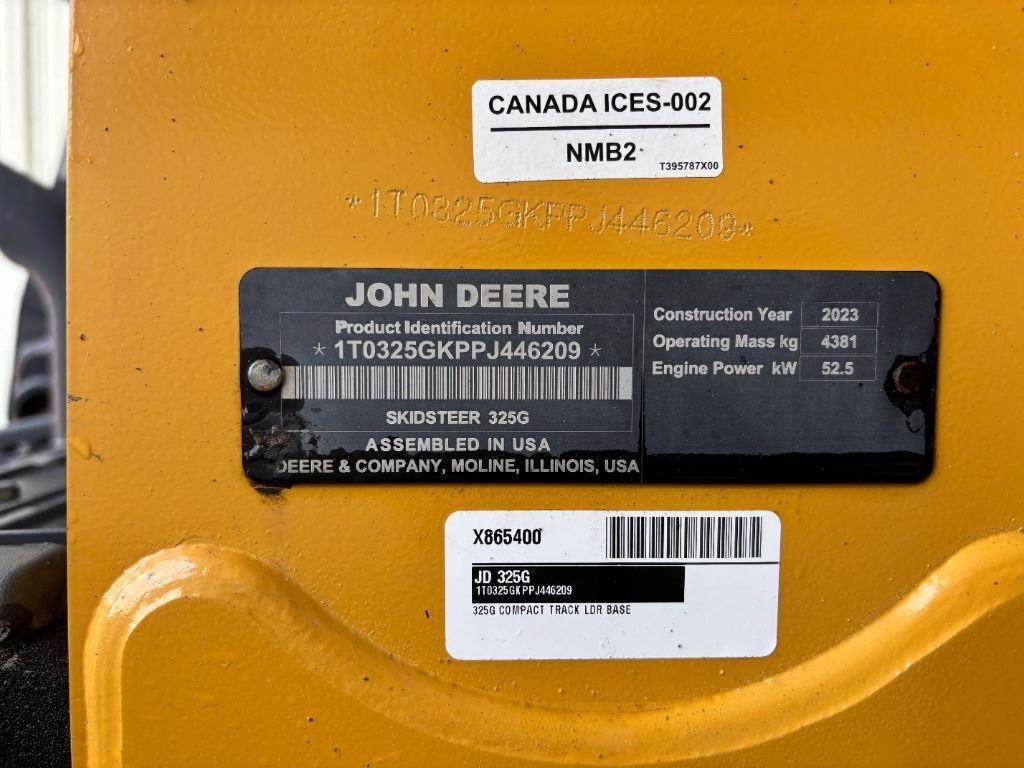 CANADA ICES-002
NMB2
T395787X00
*1T0325GKPPJ446209*
JOHN DEERE
Product Identification Number
* 1T0325GKPPJ446209 *
SKIDSTEER 325G
ASSEMBLED IN USA
DEERE & COMPANY, MOLINE, ILLINOIS, USA
Construction Year 2023
Operating Mass kg 4381
Engine Power kW 52.5
X865400
JD 325G
1T0325GKPPJ446209
325G COMPACT TRACK LDR BASE